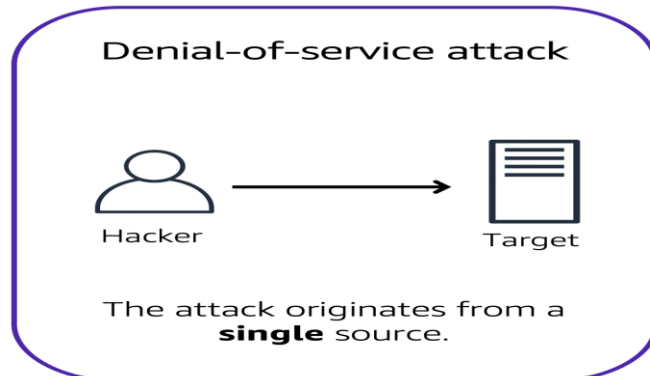 Denial-of-service attack
Hacker
Target
The attack originates from a
single source.